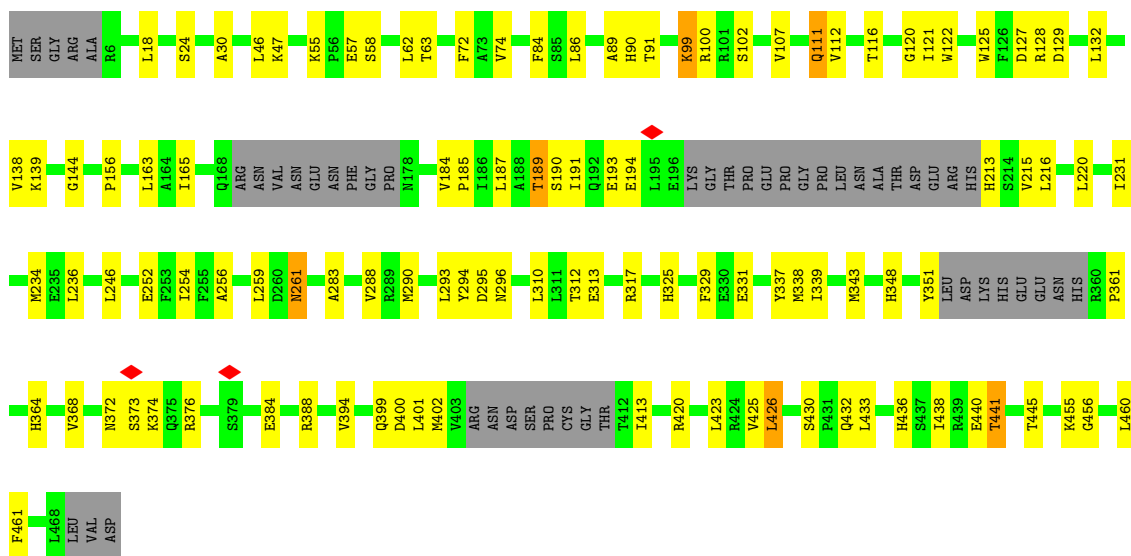 MET SER GLY ARG ALA R6 L18 S24 A30 L46 K47 K55 P56 E57 S58 L62 T63 F72 A73 V74 F84 S85 L86 A89 H90 T91 K99 R100 R101 S102 V107 Q111 V112 T116 G120 I121 W122 W125 F126 D127 R128 D129 L132
V138 K139 G144 P156 L163 A164 I165 Q168 ARG ASN VAL ASN GLU ASN PHE GLY PRO N178 V184 P185 I186 L187 A188 T189 S190 I191 Q192 E193 E194 L195 E196 LYS GLY THR PRO GLU PRO GLY PRO LEU ASN ALA THR ASP GLU ARG HIS H213 S214 V215 L216 L220 I231
M234 E235 L236 L246 E252 F253 I254 F255 A256 L259 D260 N261 A283 V288 R289 M290 L293 Y294 D295 N296 L310 L311 T312 E313 R317 H325 F329 E330 E331 Y337 M338 I339 M343 H348 Y351 LEU ASP LYS HIS GLU GLU ASN HIS R360 P361
H364 V368 N372 S373 K374 Q375 R376 S379 E384 R388 V394 Q399 D400 L401 M402 V403 ARG ASN ASP SER PRO CYS GLY THR T412 I413 R420 L423 R424 V425 L426 S430 P431 Q432 L433 H436 S437 I438 R439 E440 T441 T445 K455 G456 L460
F461 L468 LEU VAL ASP